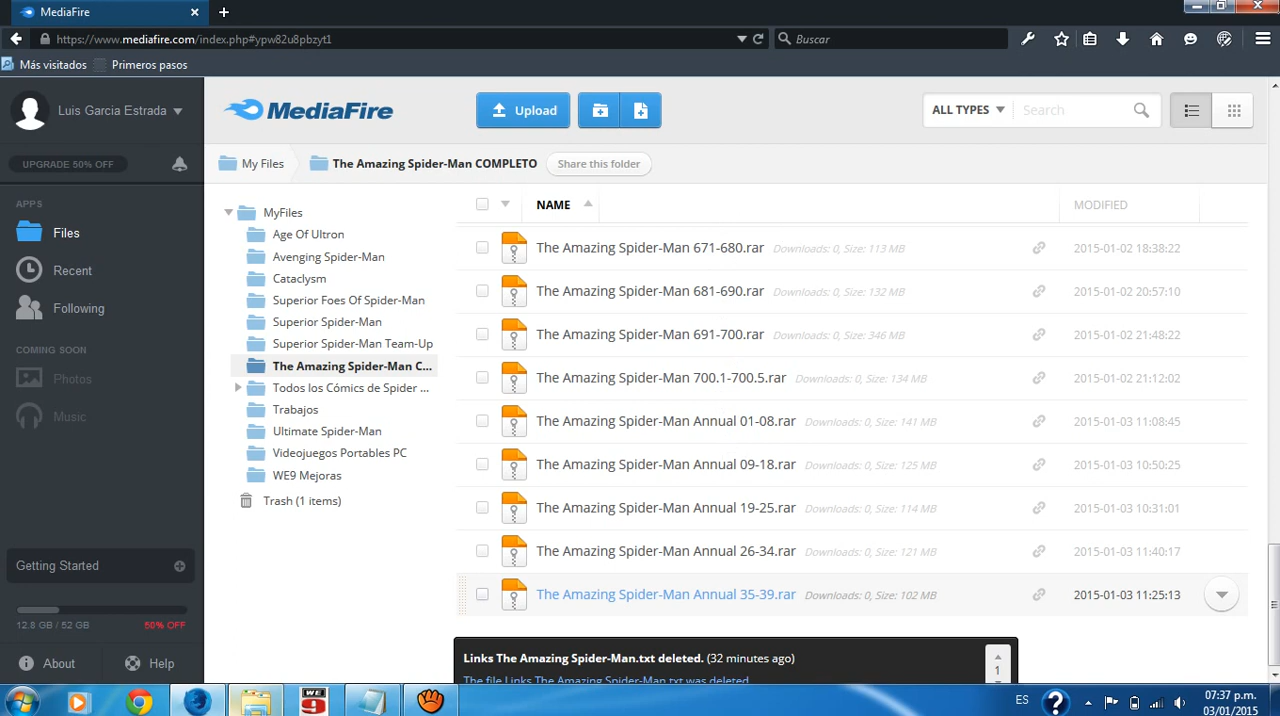 MediaFire
https://www.mediafire.com/index.php#ypw82u8pbzyt1
Buscar
Más visitados
Primeros pasos
Luis Garcia Estrada
MediaFire
Upload
ALL TYPES
Search
UPGRADE 50% OFF
My Files
The Amazing Spider-Man COMPLETO
Share this folder
APPS
Files
Recent
Following
COMING SOON
Photos
Music
Getting Started
12.8 GB / 52 GB
50% OFF
About
Help
MyFiles
Age Of Ultron
Avenging Spider-Man
Cataclysm
Superior Foes Of Spider-Man
Superior Spider-Man
Superior Spider-Man Team-Up
The Amazing Spider-Man C...
Todos los Cómics de Spider ...
Trabajos
Ultimate Spider-Man
Videojuegos Portables PC
WE9 Mejoras
Trash (1 items)
NAME
MODIFIED
The Amazing Spider-Man 671-680.rar Downloads: 0, Size: 113 MB 2015-01-02 18:38:22
The Amazing Spider-Man 681-690.rar Downloads: 0, Size: 132 MB 2015-01-02 20:57:10
The Amazing Spider-Man 691-700.rar Downloads: 0, Size: 346 MB 2015-01-02 21:48:22
The Amazing Spider-Man 700.1-700.5.rar Downloads: 0, Size: 134 MB 2015-01-02 21:12:02
The Amazing Spider-Man Annual 01-08.rar Downloads: 0, Size: 141 MB 2015-01-03 11:08:45
The Amazing Spider-Man Annual 09-18.rar Downloads: 0, Size: 125 MB 2015-01-03 10:50:25
The Amazing Spider-Man Annual 19-25.rar Downloads: 0, Size: 114 MB 2015-01-03 10:31:01
The Amazing Spider-Man Annual 26-34.rar Downloads: 0, Size: 121 MB 2015-01-03 11:40:17
The Amazing Spider-Man Annual 35-39.rar Downloads: 0, Size: 102 MB 2015-01-03 11:25:13
Links The Amazing Spider-Man.txt deleted. (32 minutes ago)
1
The file Links The Amazing Spider-Man.txt was deleted
WE
9
ES
07:37 p.m.
03/01/2015